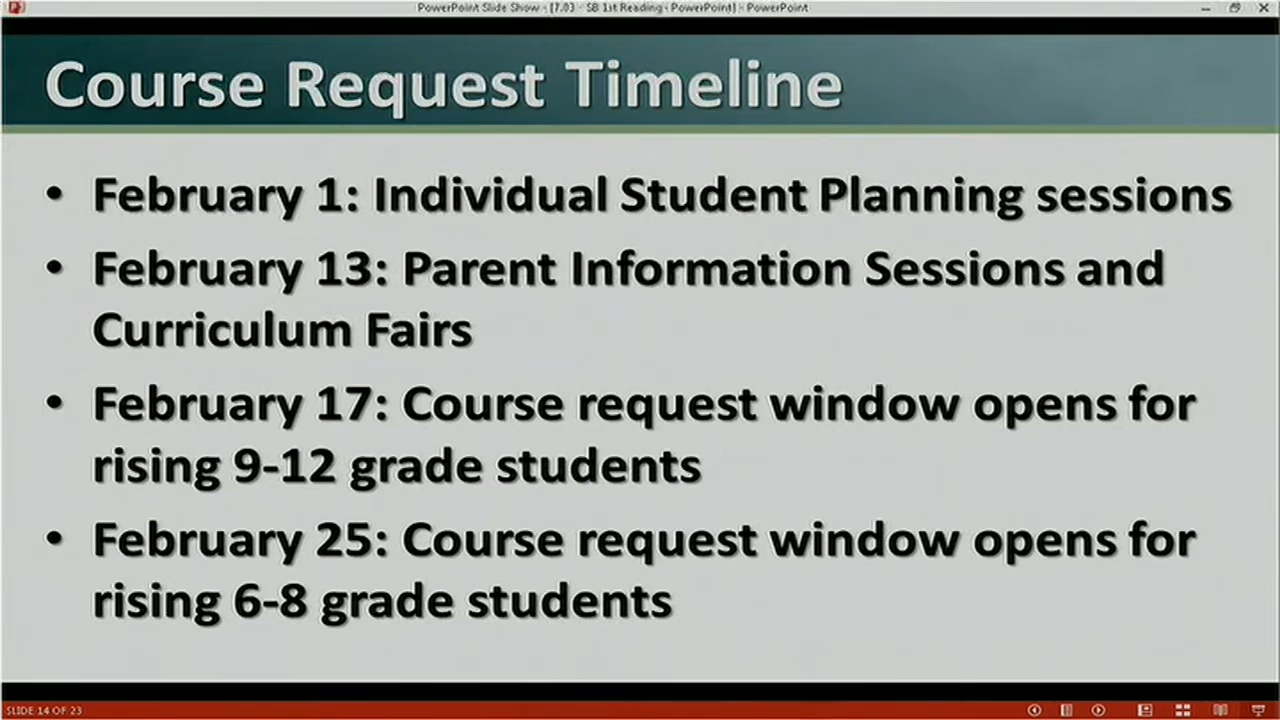 PowerPoint Slide Show - [7.03 - SB 1st Reading - PowerPoint] - PowerPoint
Course Request Timeline
• February 1: Individual Student Planning sessions
• February 13: Parent Information Sessions and
Curriculum Fairs
• February 17: Course request window opens for
rising 9-12 grade students
• February 25: Course request window opens for
rising 6-8 grade students
SLIDE 14 OF 23